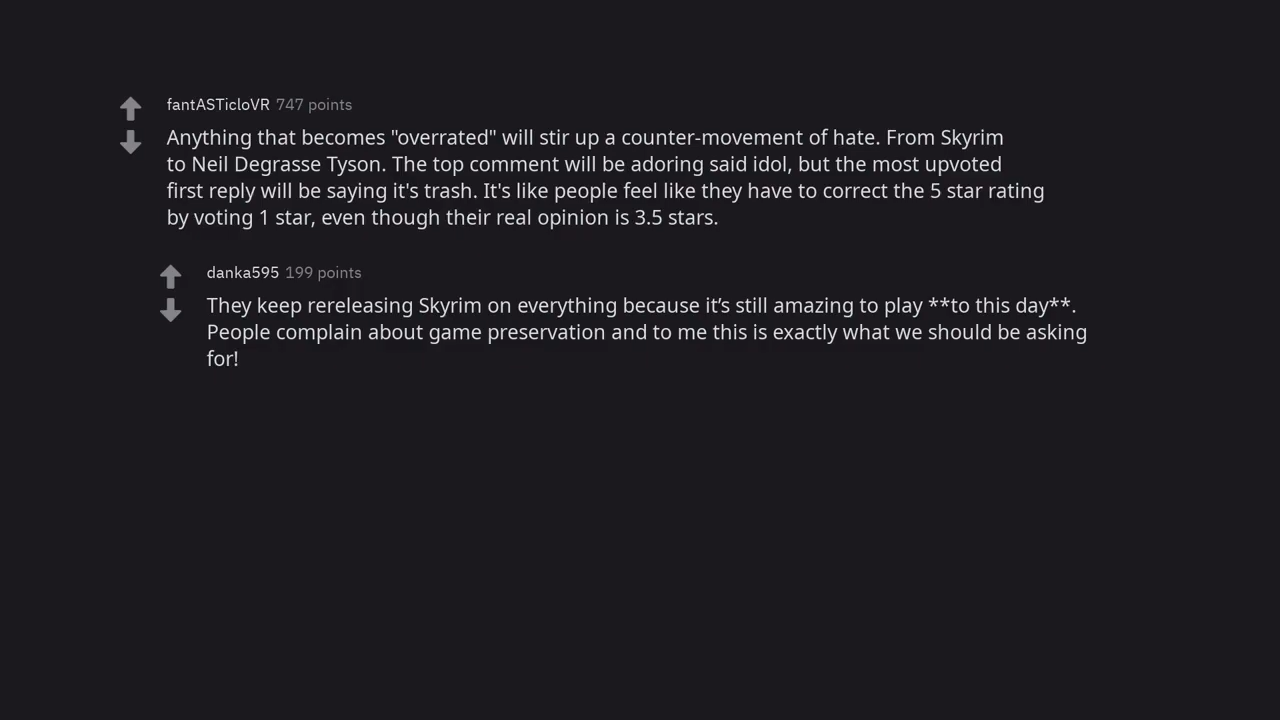 fantASTicloVR 747 points
Anything that becomes "overrated" will stir up a counter-movement of hate. From Skyrim
to Neil Degrasse Tyson. The top comment will be adoring said idol, but the most upvoted
first reply will be saying it's trash. It's like people feel like they have to correct the 5 star rating
by voting 1 star, even though their real opinion is 3.5 stars.
danka595 199 points
They keep rereleasing Skyrim on everything because it’s still amazing to play **to this day**.
People complain about game preservation and to me this is exactly what we should be asking
for!